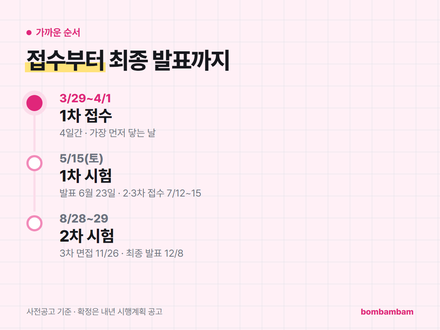 가까운 순서
접수부터 최종 발표까지
3/29~4/1
1차 접수
4일간 · 가장 먼저 닿는 날
5/15(토)
1차 시험
발표 6월 23일 · 2·3차 접수 7/12~15
8/28~29
2차 시험
3차 면접 11/26 · 최종 발표 12/8
사전공고 기준 · 확정은 내년 시행계획 공고
bombambam